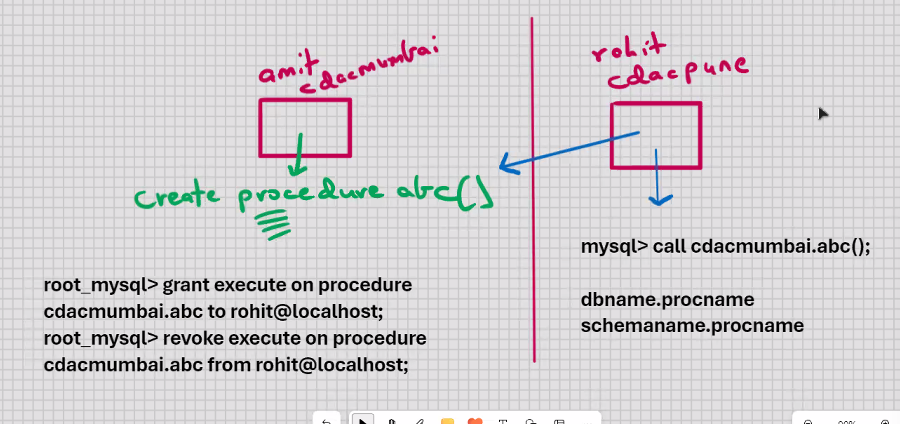 amit
cdacmumbai
create procedure abc()
root_mysql> grant execute on procedure
cdacmumbai.abc to rohit@localhost;
root_mysql> revoke execute on procedure
cdacmumbai.abc from rohit@localhost;
rohit
cdacpune
mysql> call cdacmumbai.abc();
dbname.procname
schemaname.procname